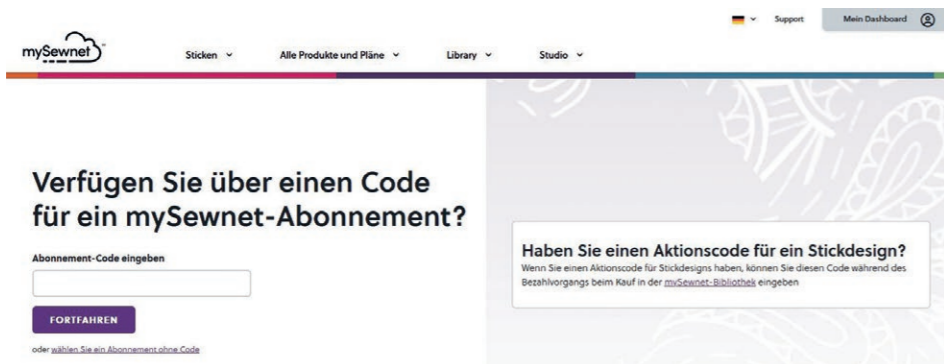 Support
Mein Dashboard
mySewnet™
Sticken
Alle Produkte und Pläne
Library
Studio
Verfügen Sie über einen Code
für ein mySewnet-Abonnement?
Abonnement-Code eingeben
FORTFAHREN
oder wählen Sie ein Abonnement ohne Code
Haben Sie einen Aktionscode für ein Stickdesign?
Wenn Sie einen Aktionscode für Stickdesigns haben, können Sie diesen Code während des
Bezahlvorgangs beim Kauf in der mySewnet-Bibliothek eingeben